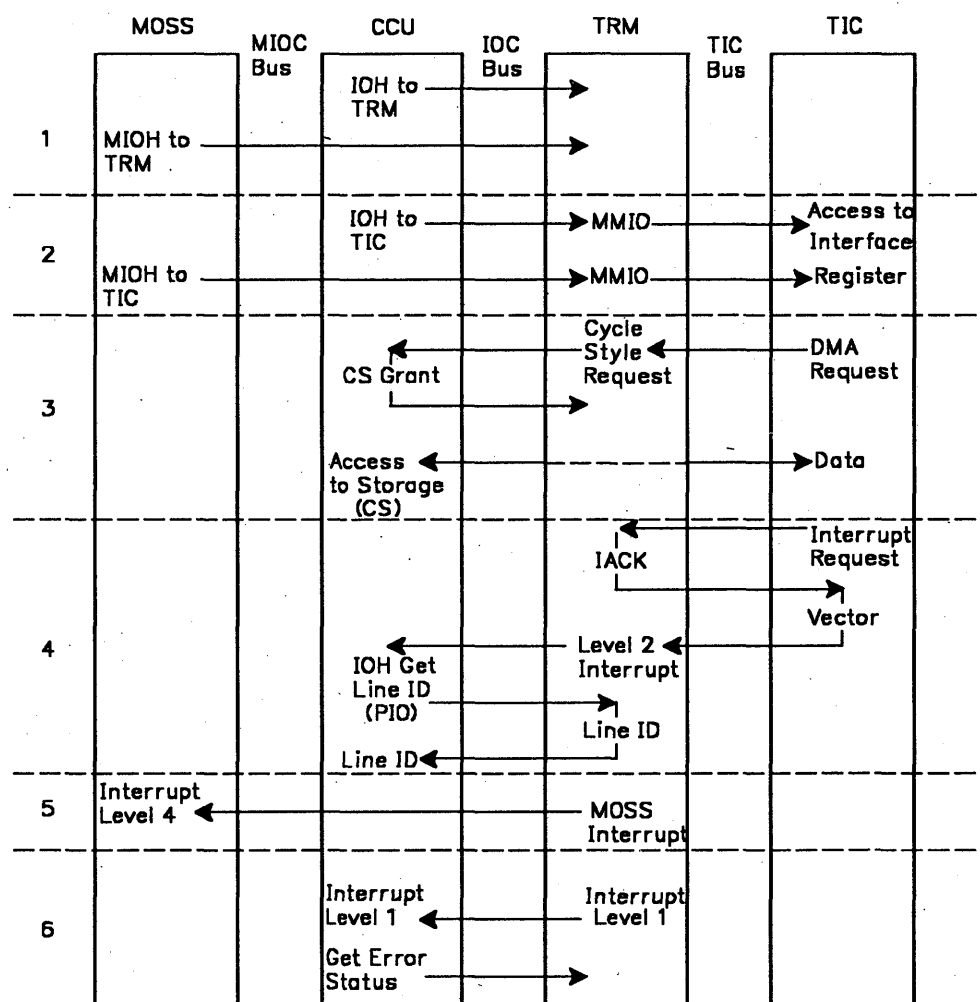 MOSS
MIOC
Bus
CCU
IOC
Bus
TRM
TIC
Bus
TIC
1
IOH to
TRM
MIOH to
TRM
2
IOH to
TIC
MMIO
Access to
Interface
MIOH to
TIC
MMIO
Register
3
Cycle
Style
Request
DMA
Request
CS Grant
Access
to Storage
(CS)
Data
4
Interrupt
Request
IACK
Vector
Level 2
Interrupt
IOH Get
Line ID
(PIO)
Line ID
Line ID
5
Interrupt
Level 4
MOSS
Interrupt
6
Interrupt
Level 1
Interrupt
Level 1
Get Error
Status